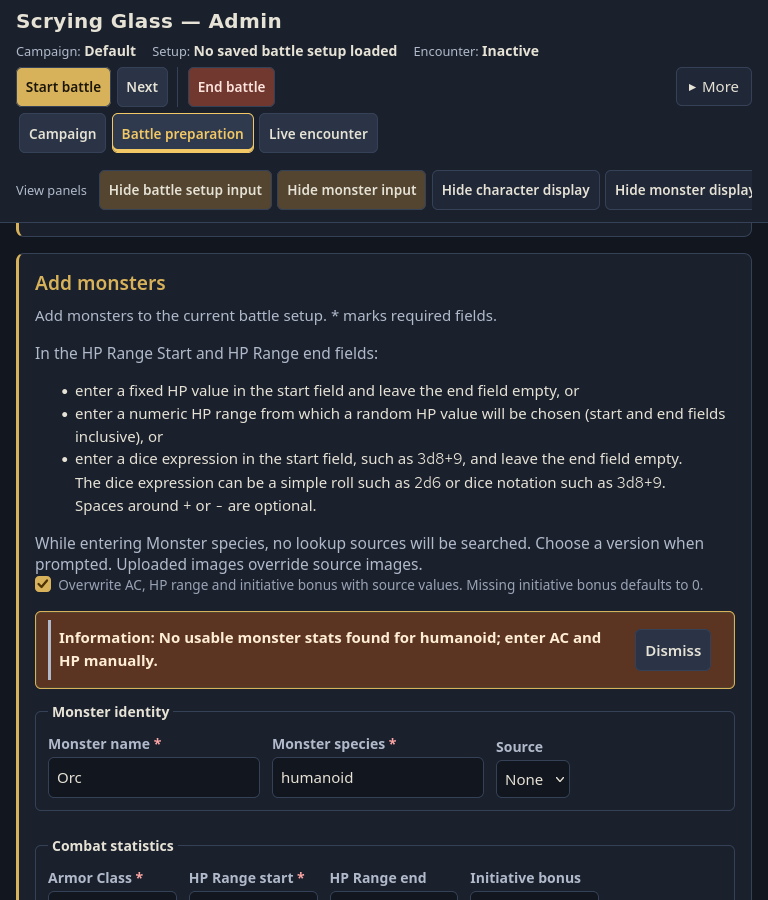 Scrying Glass — Admin
Campaign: Default Setup: No saved battle setup loaded Encounter: Inactive
Start battle Next End battle ▸ More
Campaign Battle preparation Live encounter
View panels Hide battle setup input Hide monster input Hide character display Hide monster display
Add monsters
Add monsters to the current battle setup. * marks required fields.
In the HP Range Start and HP Range end fields:
• enter a fixed HP value in the start field and leave the end field empty, or
• enter a numeric HP range from which a random HP value will be chosen (start and end fields
inclusive), or
• enter a dice expression in the start field, such as 3d8+9, and leave the end field empty.
The dice expression can be a simple roll such as 2d6 or dice notation such as 3d8+9.
Spaces around + or - are optional.
While entering Monster species, no lookup sources will be searched. Choose a version when
prompted. Uploaded images override source images.
Overwrite AC, HP range and initiative bonus with source values. Missing initiative bonus defaults to 0.
Information: No usable monster stats found for humanoid; enter AC and
HP manually.
Dismiss
Monster identity
Monster name * Monster species * Source
Orc humanoid None
Combat statistics
Armor Class * HP Range start * HP Range end Initiative bonus